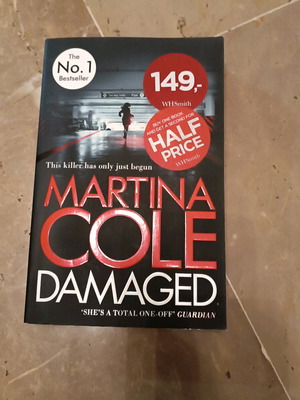 The
No. 1
Bestseller
149,-
WHSmith
BUY ONE BOOK
AND GET A SECOND FOR
HALF
PRICE
WHSmith
This killer has only just begun
MARTINA
COLE
DAMAGED
'SHE'S A TOTAL ONE-OFF' GUARDIAN